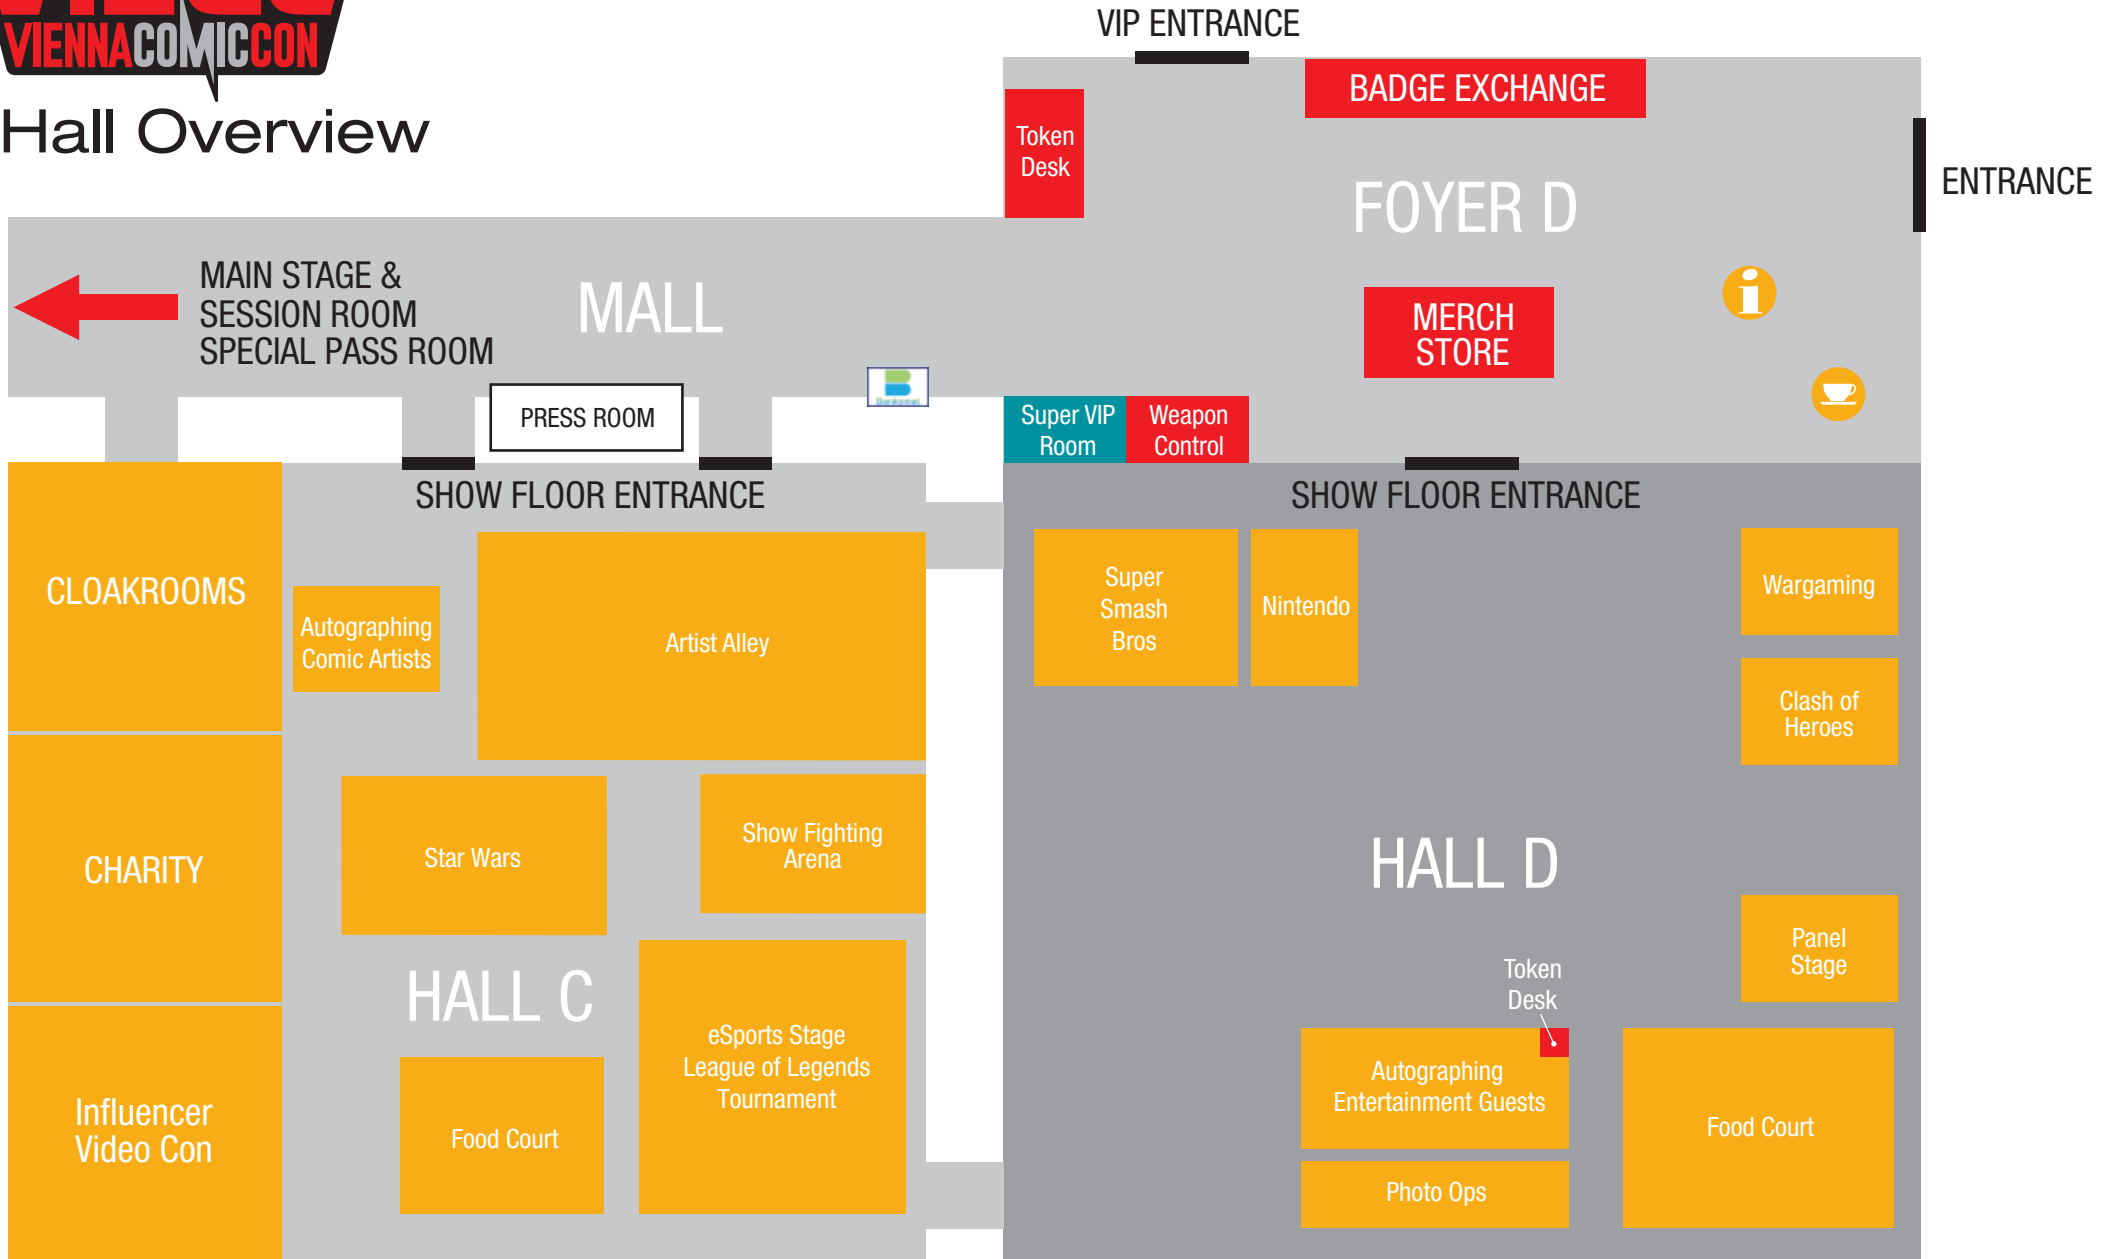 VIENNACOMICCON
Hall Overview
VIP ENTRANCE
BADGE EXCHANGE
Token
Desk
FOYER D
ENTRANCE
MAIN STAGE &
SESSION ROOM
SPECIAL PASS ROOM
MALL
MERCH
STORE
i
Bankomat
PRESS ROOM
Super VIP
Room
Weapon
Control
SHOW FLOOR ENTRANCE
SHOW FLOOR ENTRANCE
CLOAKROOMS
Autographing
Comic Artists
Artist Alley
Super
Smash
Bros
Nintendo
Wargaming
Clash of
Heroes
CHARITY
Star Wars
Show Fighting
Arena
HALL D
Panel
Stage
HALL C
Token
Desk
eSports Stage
League of Legends
Tournament
Autographing
Entertainment Guests
Influencer
Video Con
Food Court
Food Court
Photo Ops